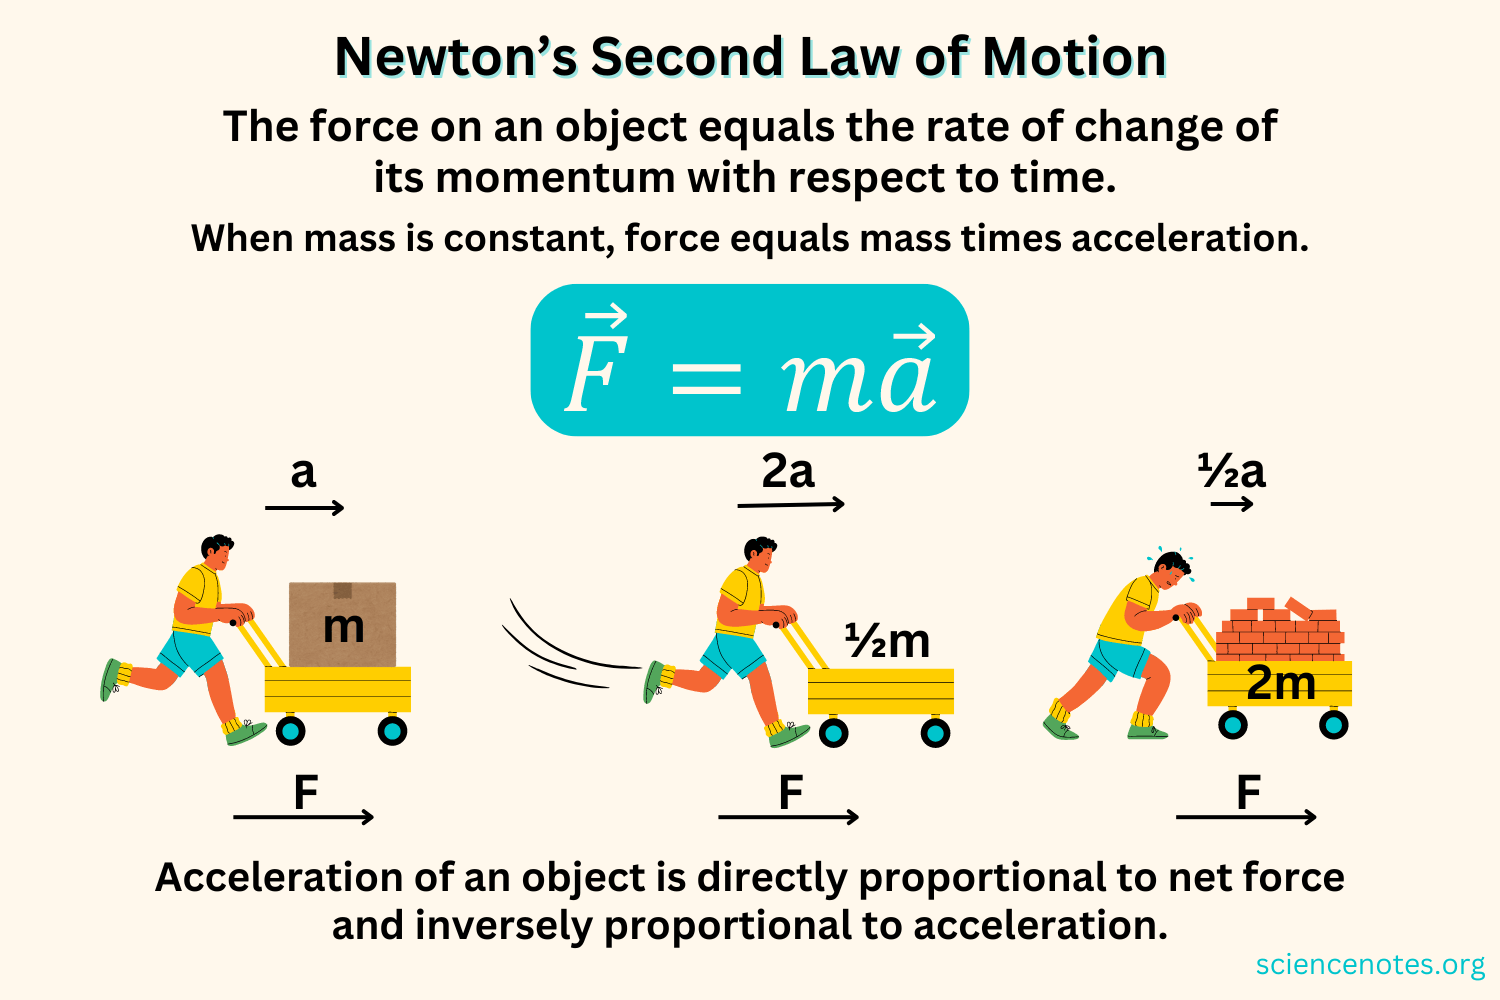 Newton’s Second Law of Motion
The force on an object equals the rate of change of
its momentum with respect to time.
When mass is constant, force equals mass times acceleration.
F⃗ = ma⃗
a
2a
½a
m
½m
2m
F
F
F
Acceleration of an object is directly proportional to net force
and inversely proportional to acceleration.
sciencenotes.org